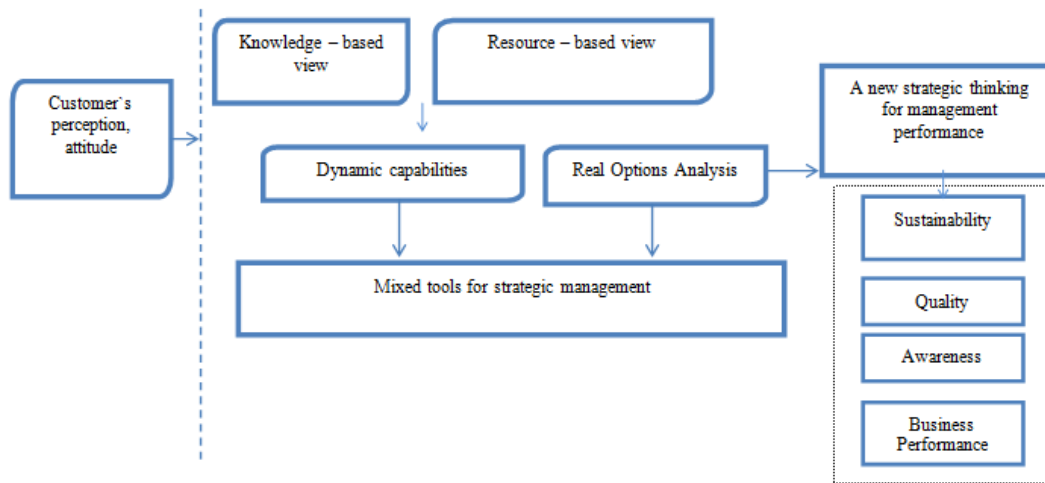 Customer`s
perception,
attitude
Knowledge – based
view
Resource – based view
Dynamic capabilities
Real Options Analysis
Mixed tools for strategic management
A new strategic thinking
for management
performance
Sustainability
Quality
Awareness
Business
Performance